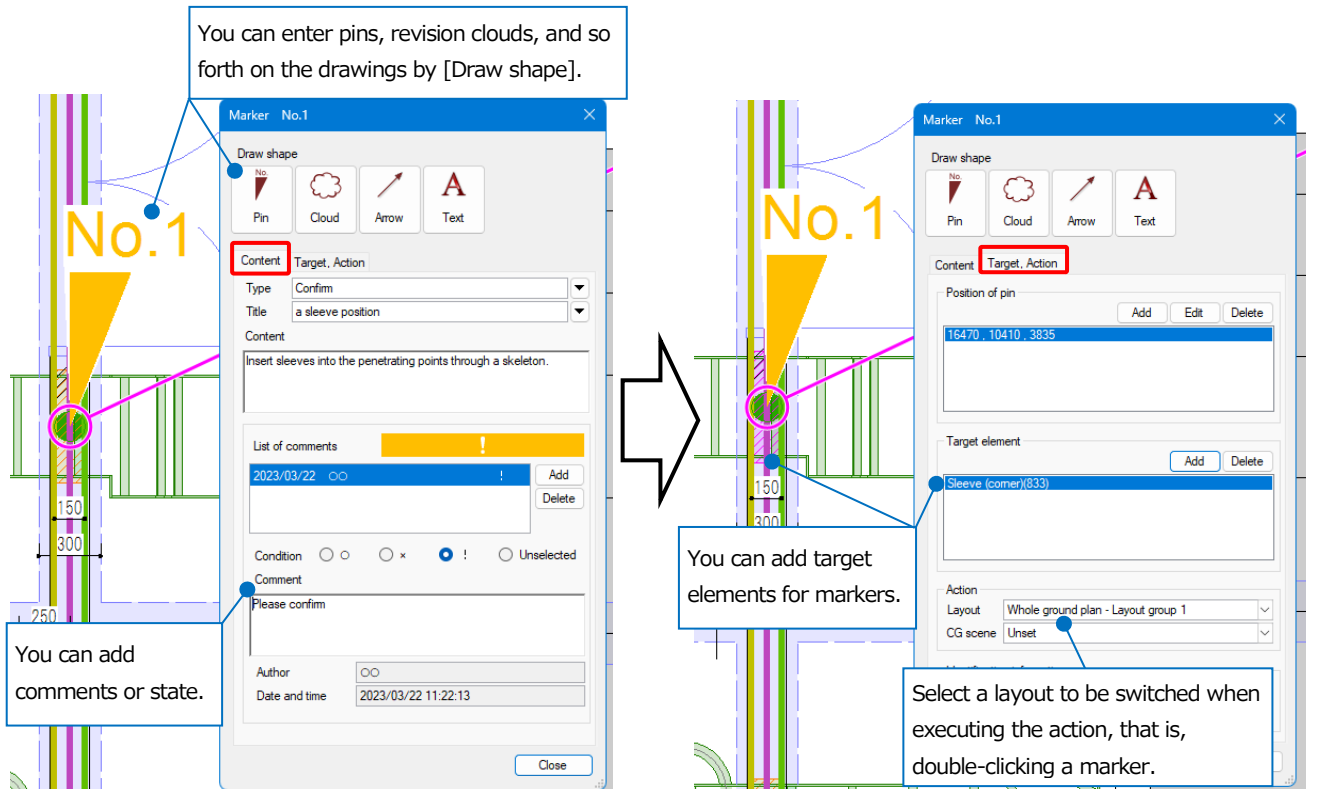 You can enter pins, revision clouds, and so
forth on the drawings by [Draw shape].
Marker No.1
Draw shape
No.
Pin
Cloud
A
Arrow
Text
No.1
Content
Target, Action
Type
Confirm
Title
a sleeve position
Content
Insert sleeves into the penetrating points through a skeleton.
List of comments
!
2023/03/22 ○○ !
Add
Delete
Condition ○ × ! Unselected
Comment
Please confirm
Author
○○
Date and time
2023/03/22 11:22:13
Close
150
300
250
You can add
comments or state.
Marker No.1
Draw shape
No.
Pin
Cloud
Arrow
A
Text
No.1
Content
Target, Action
Position of pin
Add
Edit
Delete
16470 , 10410 , 3835
Target element
Add
Delete
Sleeve (corner)(833)
150
300
You can add target
elements for markers.
Action
Layout
Whole ground plan - Layout group 1
CG scene
Unset
Select a layout to be switched when
executing the action, that is,
double-clicking a marker.